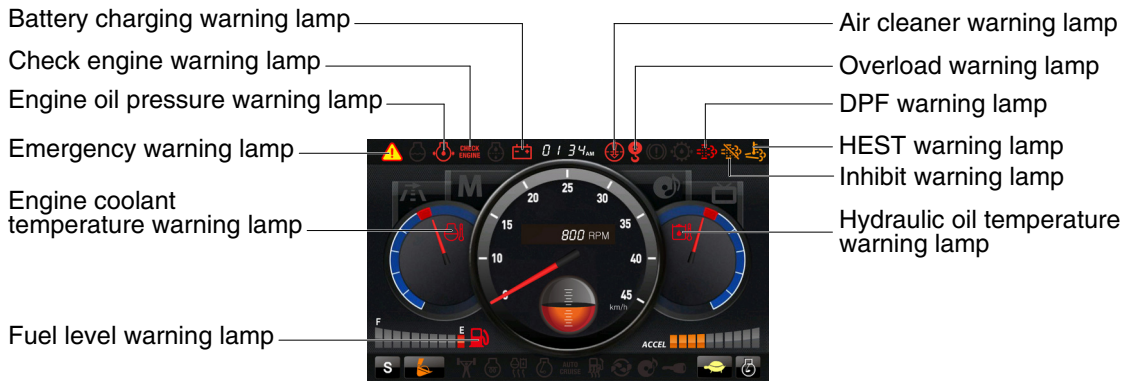 Battery charging warning lamp
Check engine warning lamp
Engine oil pressure warning lamp
Emergency warning lamp
Engine coolant
temperature warning lamp
Fuel level warning lamp
Air cleaner warning lamp
Overload warning lamp
DPF warning lamp
HEST warning lamp
Inhibit warning lamp
Hydraulic oil temperature
warning lamp
CHECK
ENGINE
01 34 AM
M
10
15
20
25
30
35
40
45
km/h
800 RPM
F
E
ACCEL
S
AUTO
CRUISE